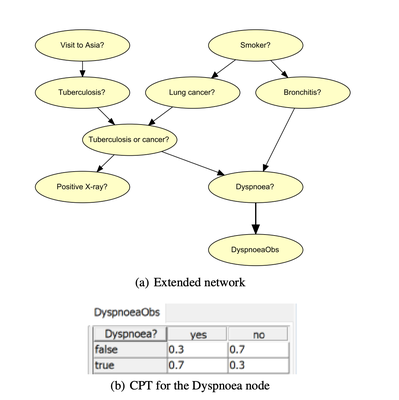 Visit to Asia?
Smoker?
Tuberculosis?
Lung cancer?
Bronchitis?
Tuberculosis or cancer?
Positive X-ray?
Dyspnoea?
DyspnoeaObs
(a) Extended network
DyspnoeaObs
Dyspnoea? yes no
false 0.3 0.7
true 0.7 0.3
(b) CPT for the Dyspnoea node